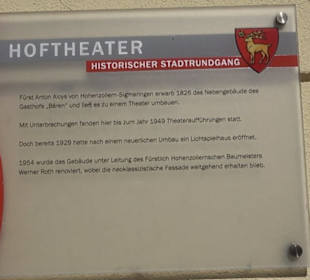 HOFTHEATER
HISTORISCHER STADTRUNDGANG
Fürst Anton Aloys von Hohenzollern-Sigmaringen erwarb 1826 das Nebengebäude des
Gasthofs „Bären" und ließ es zu einem Theater umbauen.
Mit Unterbrechungen fanden hier bis zum Jahr 1949 Theateraufführungen statt.
Doch bereits 1929 hatte nach einem neuerlichen Umbau ein Lichtspielhaus eröffnet.
1954 wurde das Gebäude unter Leitung des Fürstlich Hohenzollernschen Baumeisters
Werner Roth renoviert, wobei die neoklassizistische Fassade weitgehend erhalten blieb.